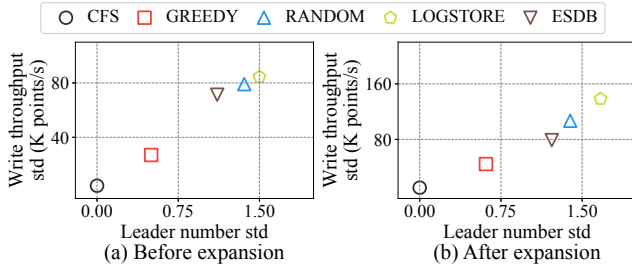 CFS GREEDY RANDOM LOGSTORE ESDB
Write throughput
std (K points/s)
80
40
0.00 0.75 1.50
Leader number std
(a) Before expansion
Write throughput
std (K points/s)
160
80
0.00 0.75 1.50
Leader number std
(b) After expansion